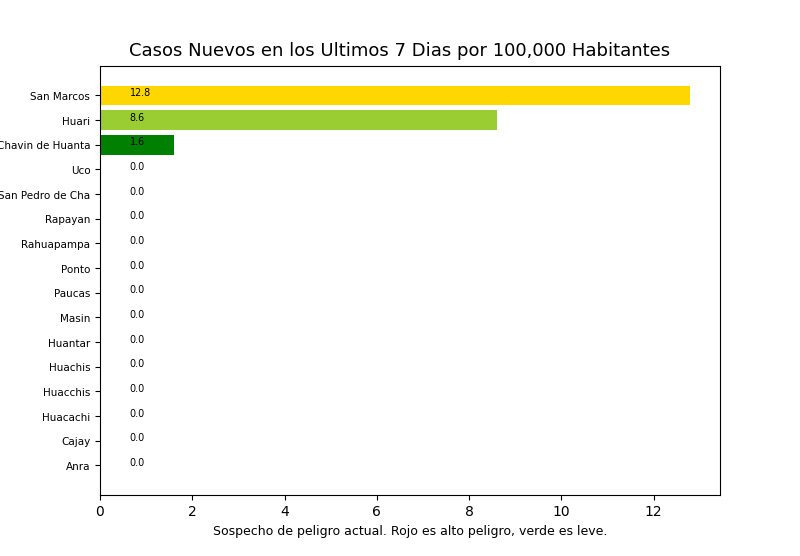 Casos Nuevos en los Ultimos 7 Dias por 100,000 Habitantes
San Marcos 12.8
Huari 8.6
Chavin de Huanta 1.6
Uco 0.0
San Pedro de Cha 0.0
Rapayan 0.0
Rahuapampa 0.0
Ponto 0.0
Paucas 0.0
Masin 0.0
Huantar 0.0
Huachis 0.0
Huacchis 0.0
Huacachi 0.0
Cajay 0.0
Anra 0.0
0 2 4 6 8 10 12
Sospecho de peligro actual. Rojo es alto peligro, verde es leve.